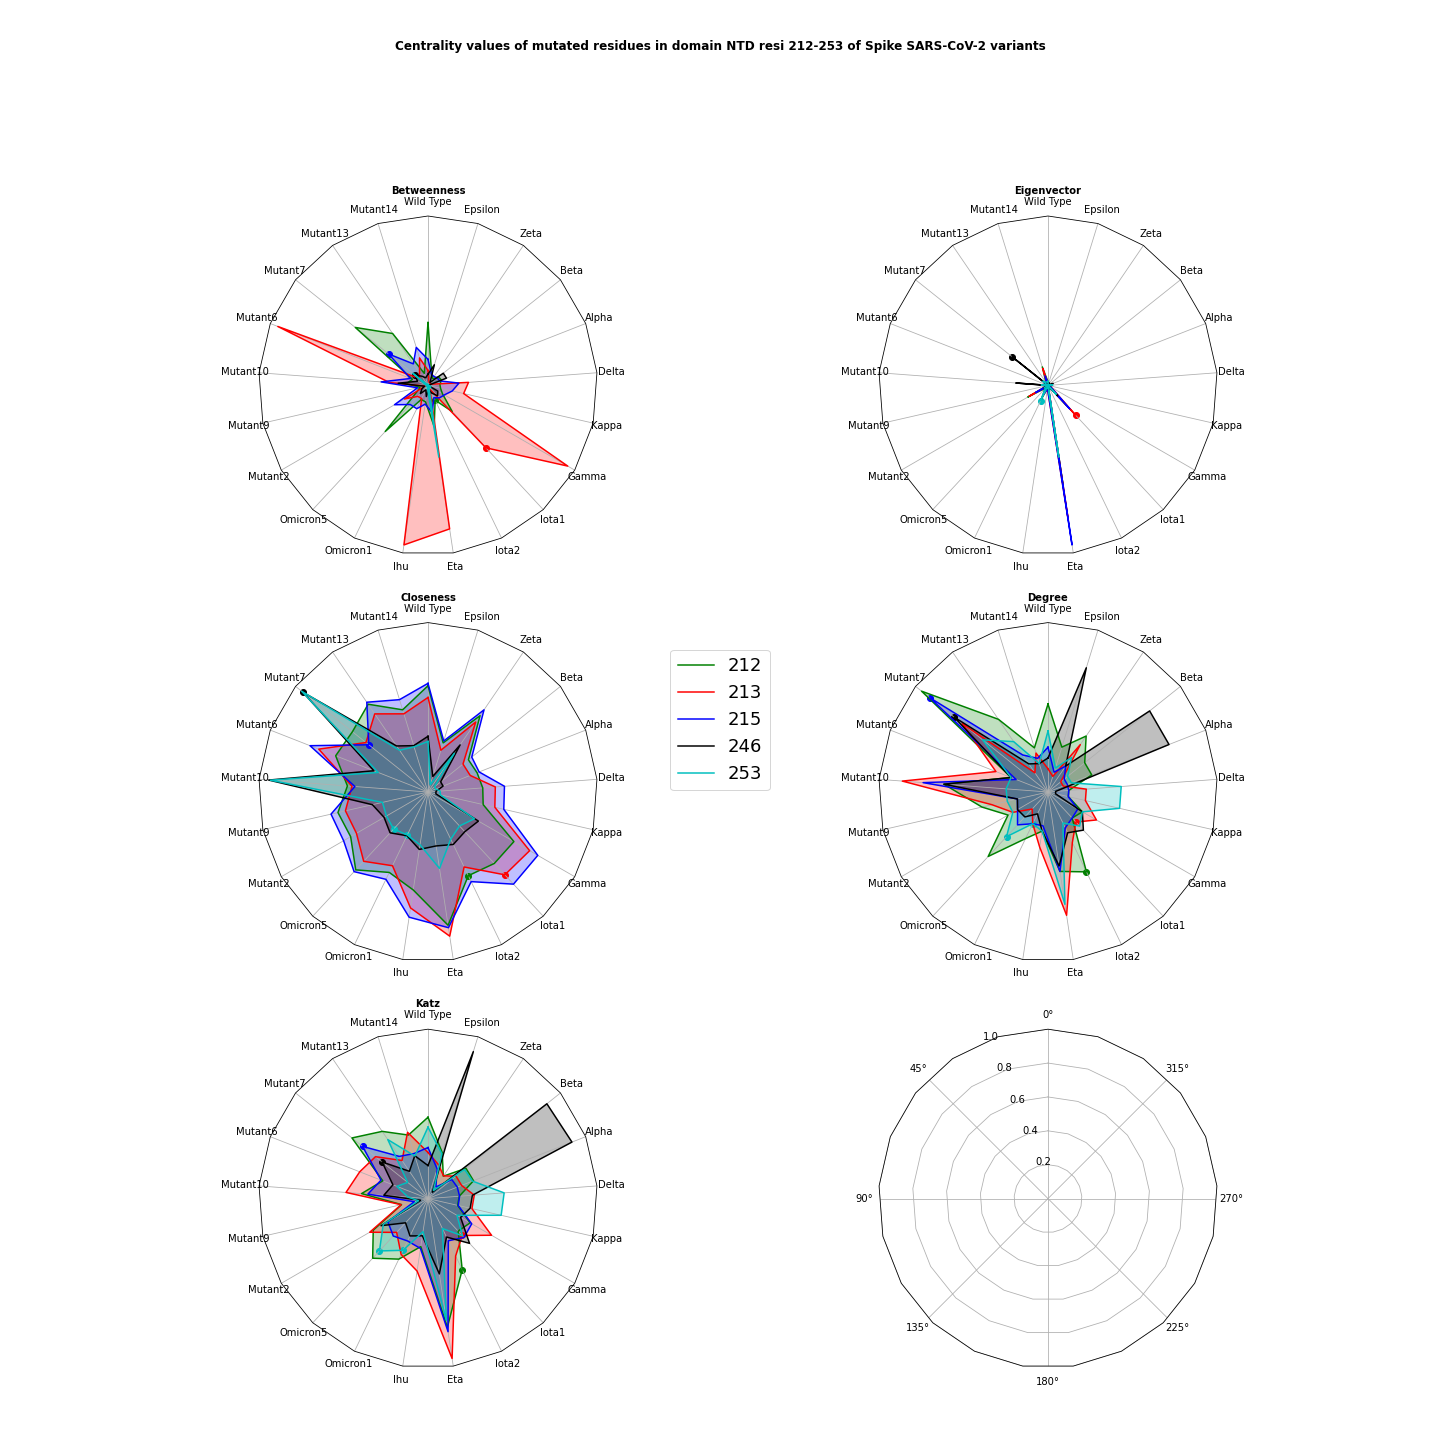 Centrality values of mutated residues in domain NTD resi 212-253 of Spike SARS-CoV-2 variants
Betweenness
Wild Type
Epsilon
Zeta
Beta
Alpha
Delta
Kappa
Gamma
Iota1
Iota2
Eta
Ihu
Omicron1
Omicron5
Mutant2
Mutant9
Mutant10
Mutant6
Mutant7
Mutant13
Mutant14
Eigenvector
Wild Type
Epsilon
Zeta
Beta
Alpha
Delta
Kappa
Gamma
Iota1
Iota2
Eta
Ihu
Omicron1
Omicron5
Mutant2
Mutant9
Mutant10
Mutant6
Mutant7
Mutant13
Mutant14
Closeness
Wild Type
Epsilon
Zeta
Beta
Alpha
Delta
Kappa
Gamma
Iota1
Iota2
Eta
Ihu
Omicron1
Omicron5
Mutant2
Mutant9
Mutant10
Mutant6
Mutant7
Mutant13
Mutant14
212
213
215
246
253
Degree
Wild Type
Epsilon
Zeta
Beta
Alpha
Delta
Kappa
Gamma
Iota1
Iota2
Eta
Ihu
Omicron1
Omicron5
Mutant2
Mutant9
Mutant10
Mutant6
Mutant7
Mutant13
Mutant14
Katz
Wild Type
Epsilon
Zeta
Beta
Alpha
Delta
Kappa
Gamma
Iota1
Iota2
Eta
Ihu
Omicron1
Omicron5
Mutant2
Mutant9
Mutant10
Mutant6
Mutant7
Mutant13
Mutant14
0°
315°
270°
225°
180°
135°
90°
45°
1.0
0.8
0.6
0.4
0.2